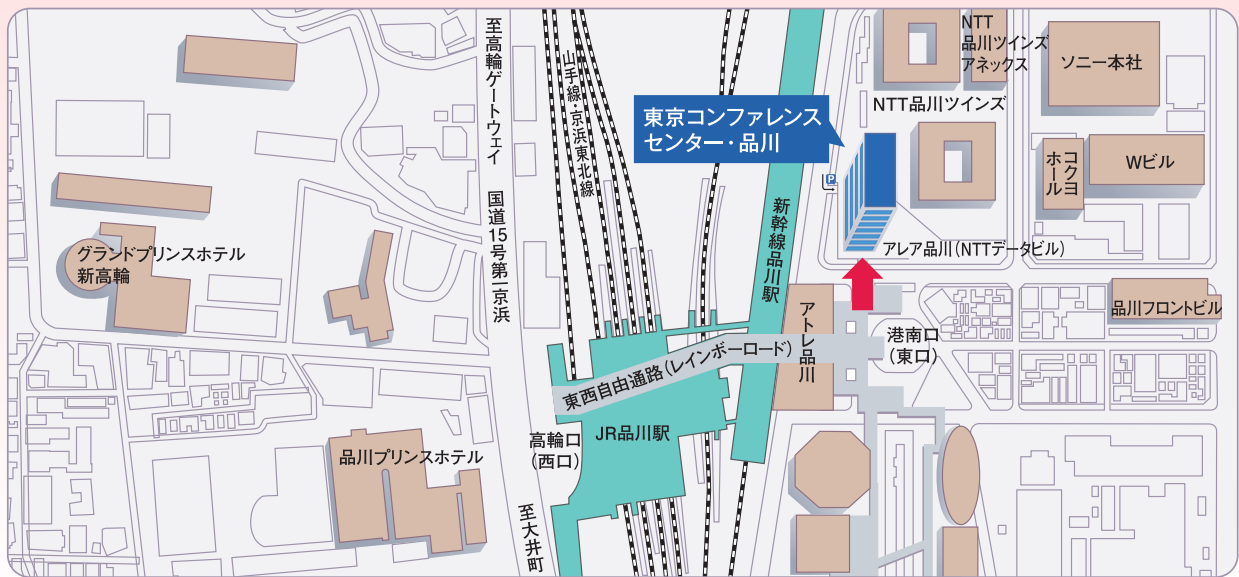 至高輪ゲートウェイ
国道15号第一京浜
至大井町
山手線・京浜東北線
新幹線品川駅
東京コンファレンス
センター・品川
P
NTT
品川ツインズ
アネックス
NTT品川ツインズ
ソニー本社
コクヨ
ホール
Wビル
アレア品川(NTTデータビル)
品川フロントビル
グランドプリンスホテル
新高輪
アトレ品川
港南口
(東口)
東西自由通路(レインボーロード)
JR品川駅
高輪口
(西口)
品川プリンスホテル